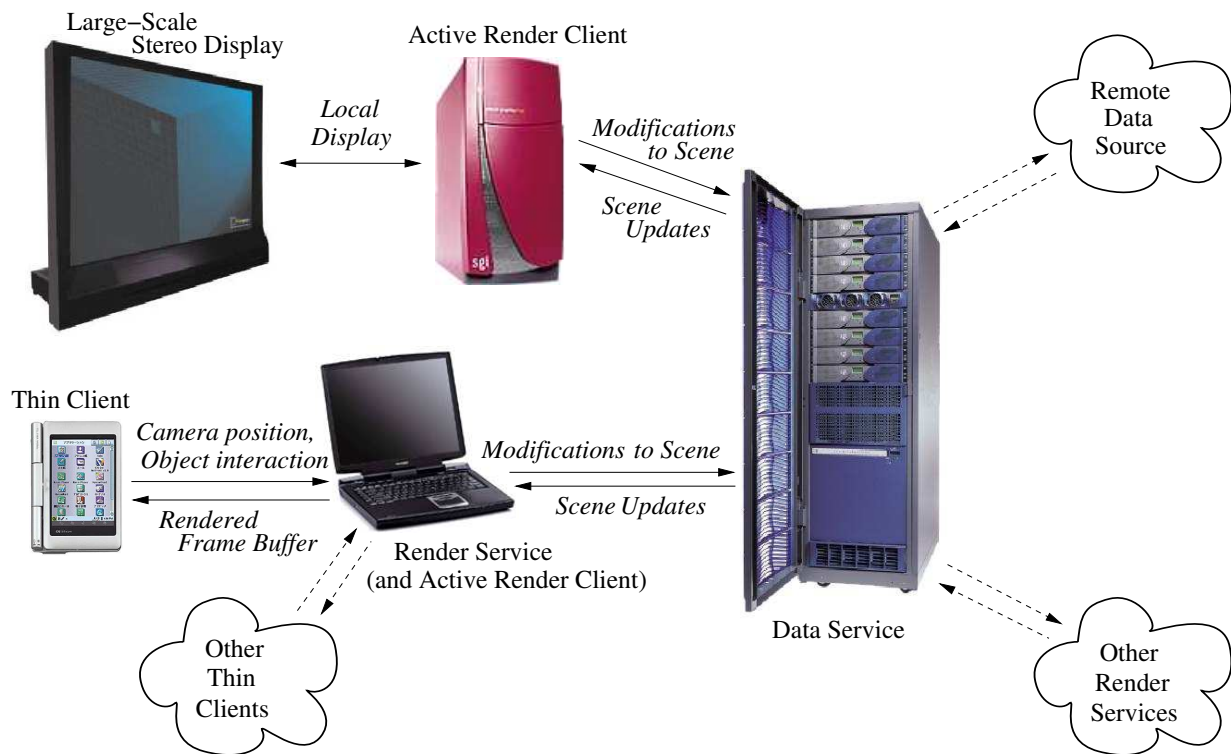 Large−Scale
Stereo Display
Active Render Client
Local
Display
Modifications
to Scene
Scene
Updates
Remote
Data
Source
sgi
Thin Client
Camera position,
Object interaction
Rendered
Frame Buffer
Modifications to Scene
Scene Updates
Render Service
(and Active Render Client)
Data Service
Other
Thin
Clients
Other
Render
Services